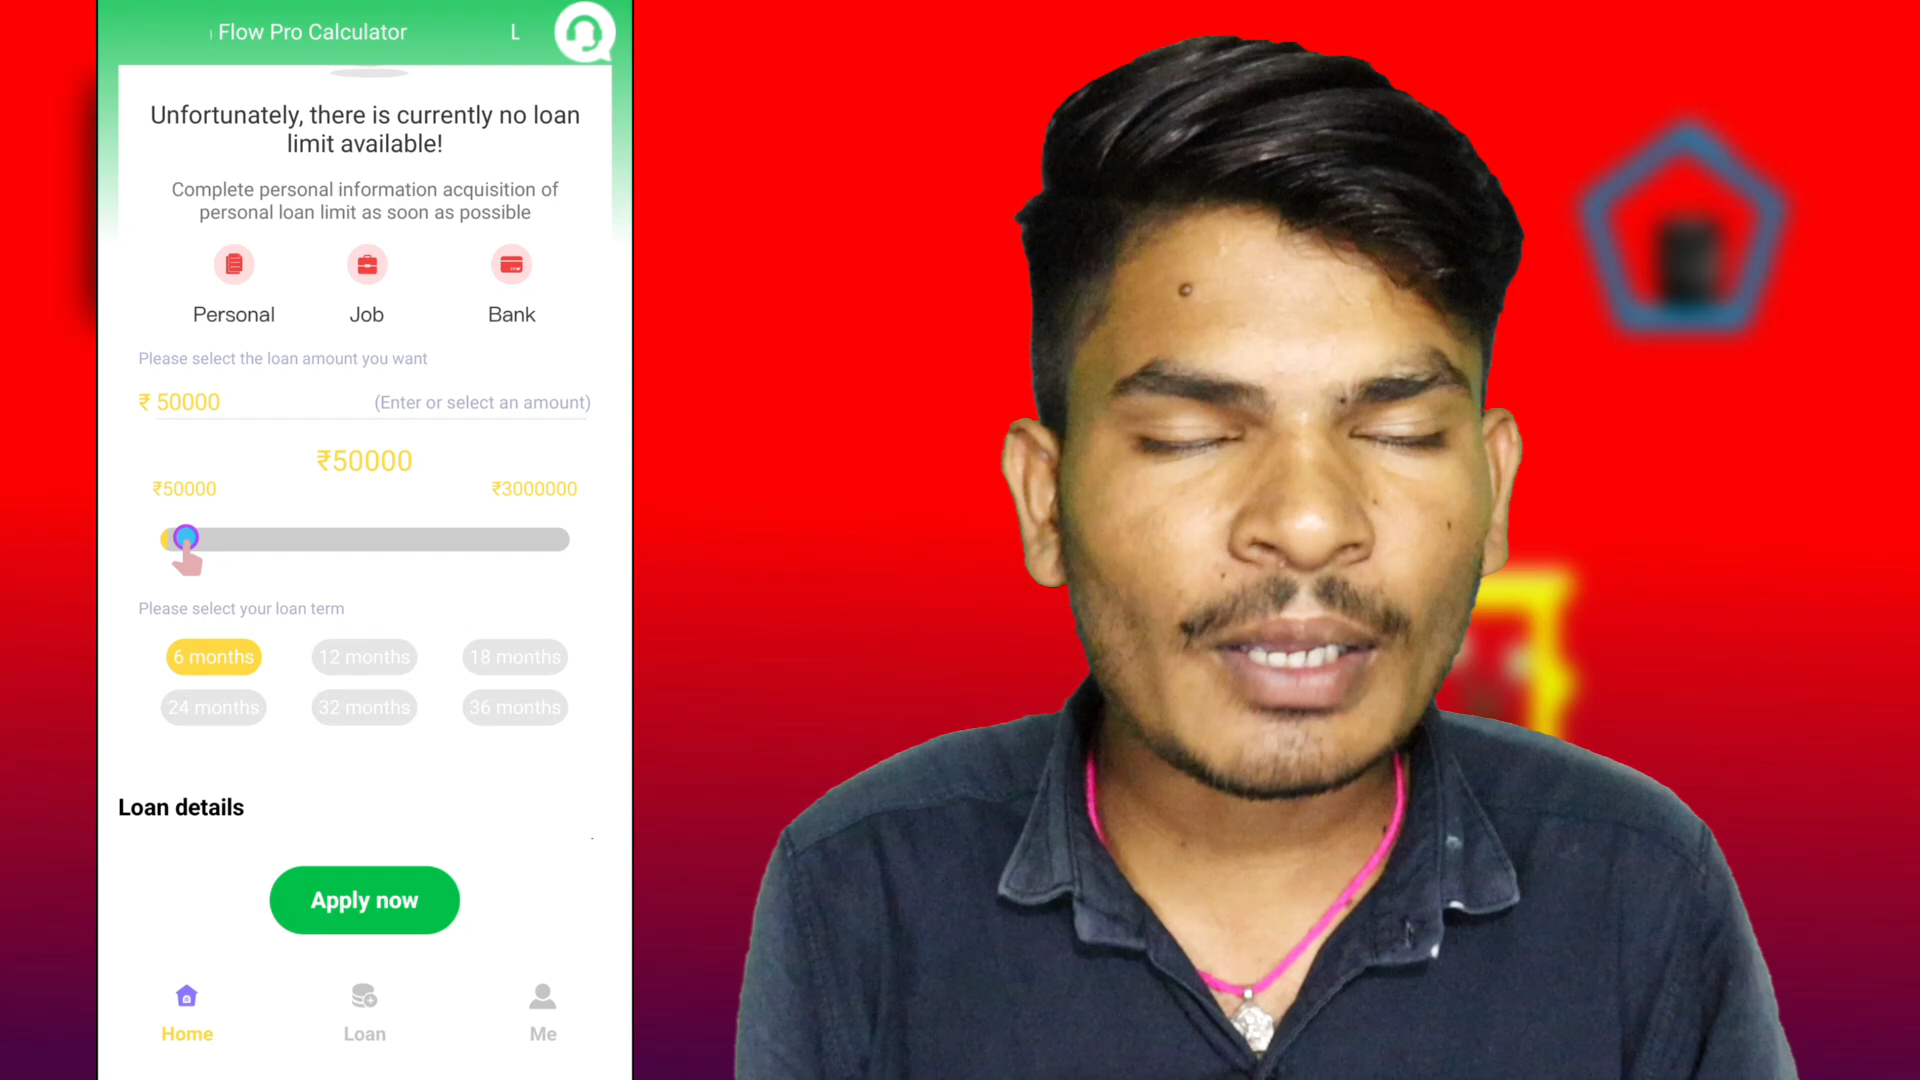 Flow Pro Calculator L
Unfortunately, there is currently no loan
limit available!
Complete personal information acquisition of
personal loan limit as soon as possible
Personal Job Bank
Please select the loan amount you want
₹ 50000 (Enter or select an amount)
₹50000
₹50000 ₹3000000
Please select your loan term
6 months 12 months 18 months
24 months 32 months 36 months
Loan details
Apply now
Home Loan Me